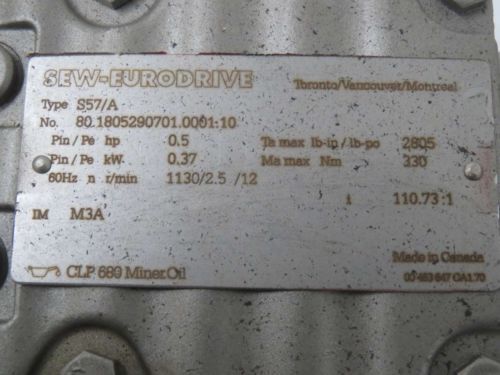 SEW-EURODRIVE Toronto/Vancouver/Montreal
Type S57/A
No. 80.1805290701.0001:10
Pin/Pe hp 0.5 Ta max lb-in/lb-po 2805
Pin/Pe kW 0.37 Ma max Nm 330
60Hz n r/min 1130/2.5 /12
i 110.73:1
IM M3A
Made in Canada
CLP 680 Miner.Oil